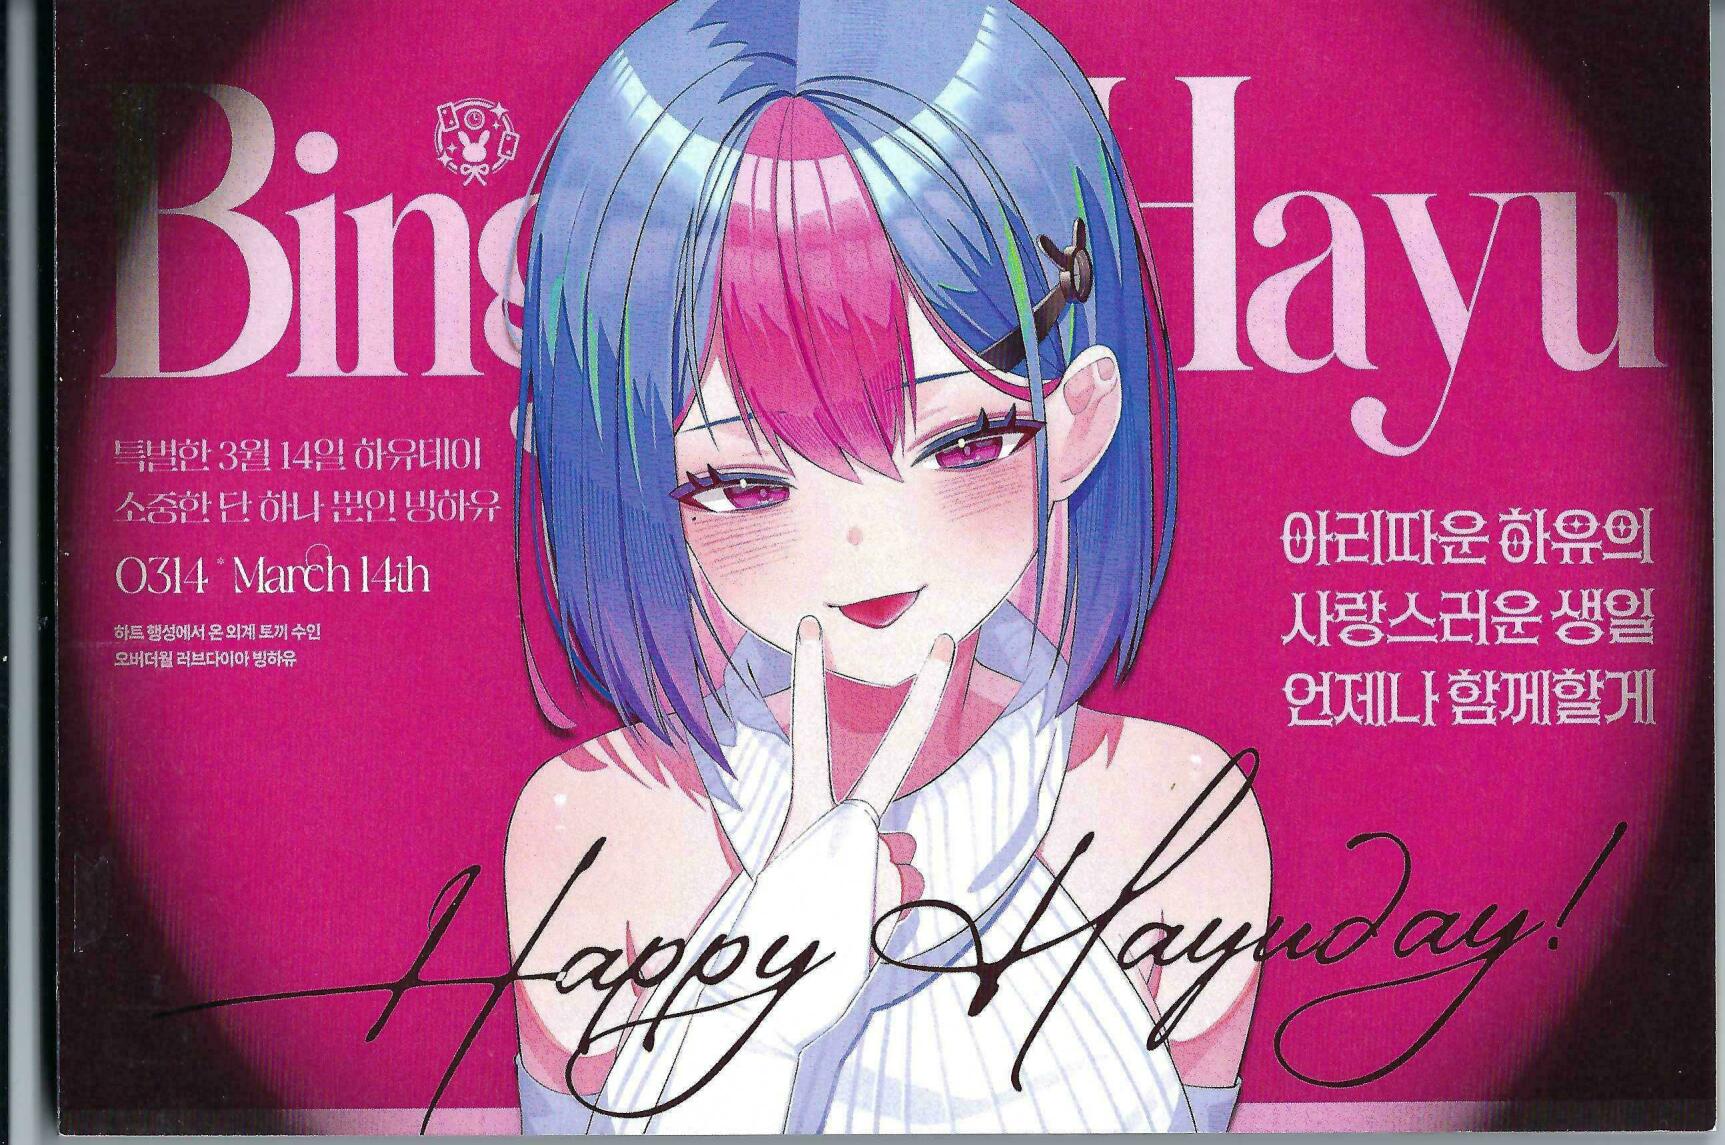 Bing Hayu
특별한 3월 14일 하유데이
소중한 단 하나 뿐인 빙하유
0314 * March 14th
하트 행성에서 온 외계 토끼 수인
오버더월 러브다이아 빙하유
아리따운 하유의
사랑스러운 생일
언제나 함께할게
Happy Hayuday!